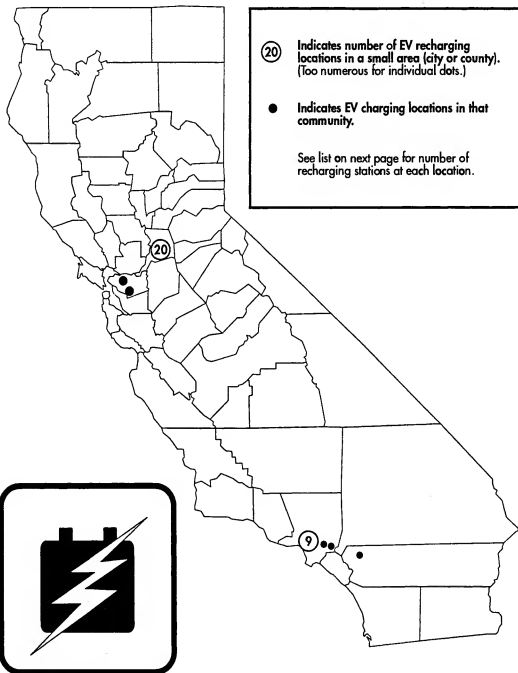 20
Indicates number of EV recharging
locations in a small area (city or county).
(Too numerous for individual dots.)
Indicates EV charging locations in that
community.
See list on next page for number of
recharging stations at each location.
20
9